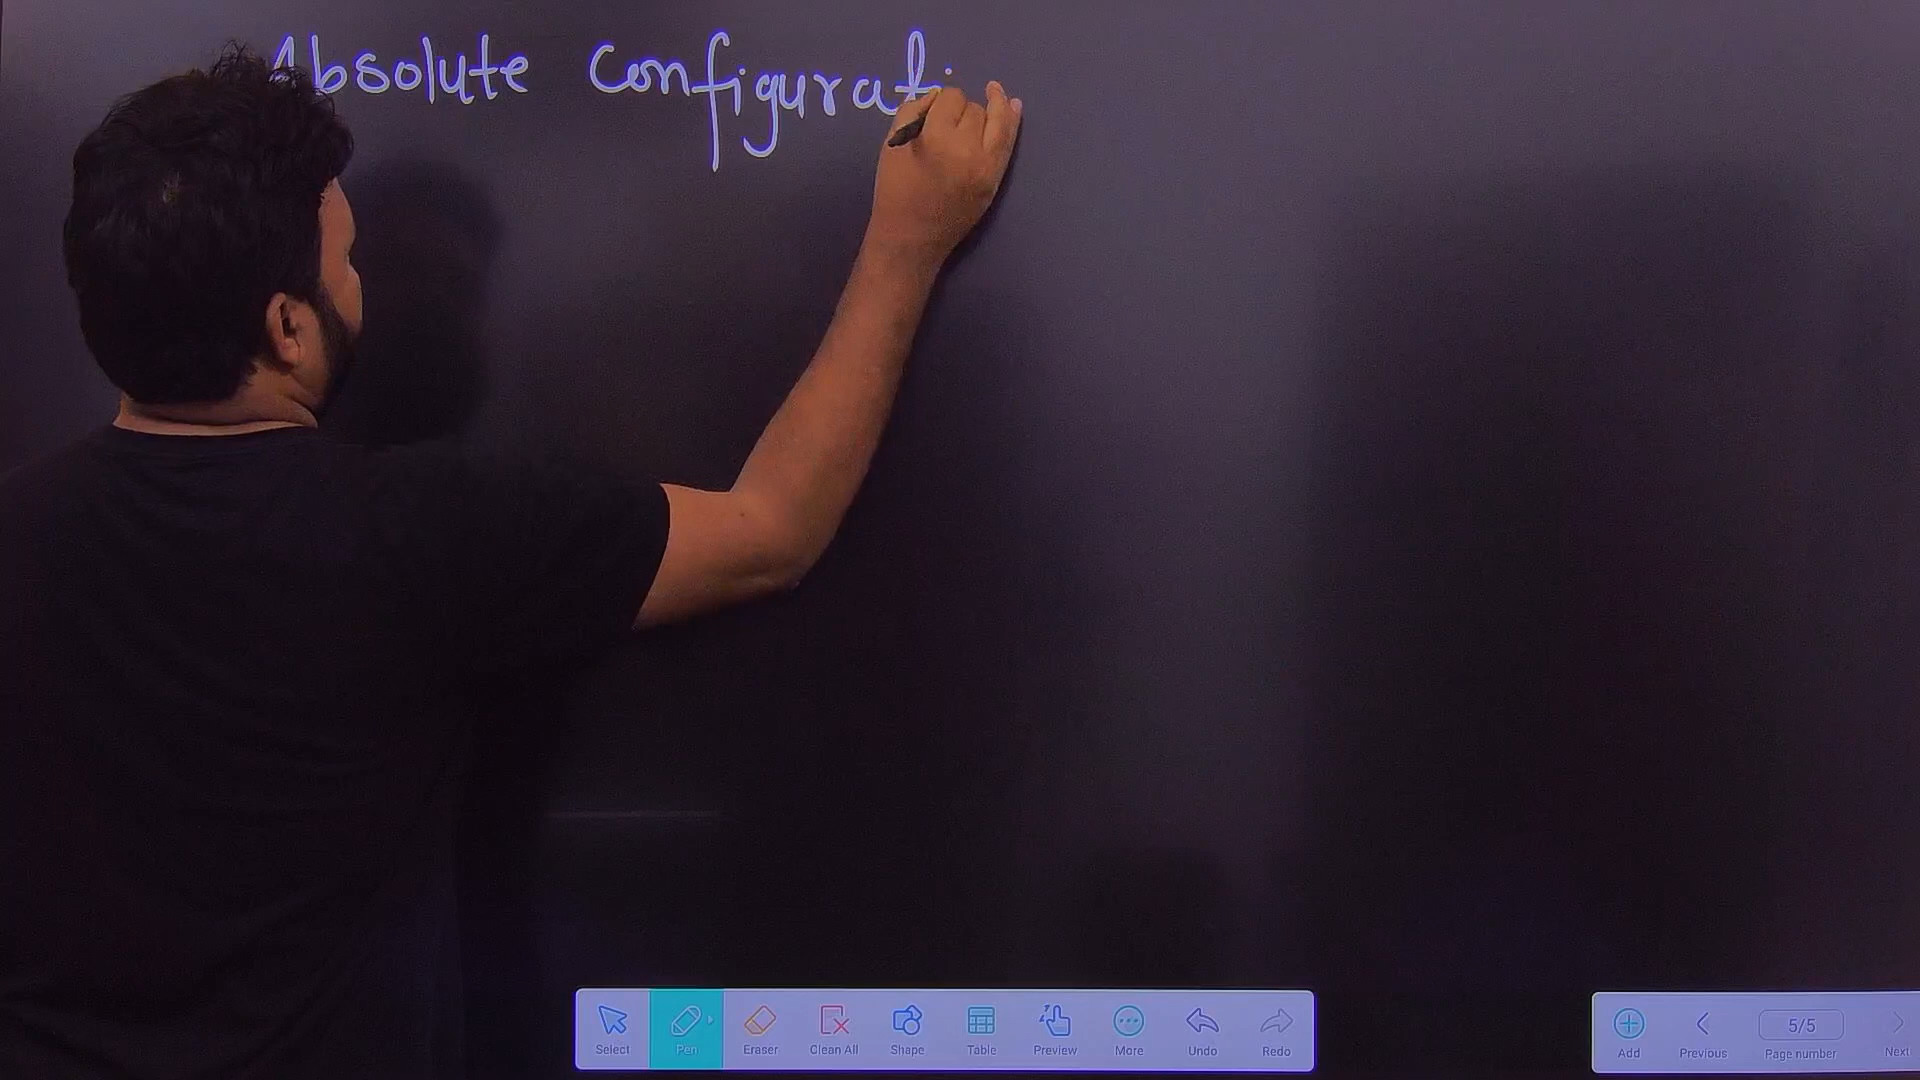 Absolute Configurati
Select Pen Eraser Clean All Shape Table Preview More Undo Redo
5/5
Add Previous Page number Next